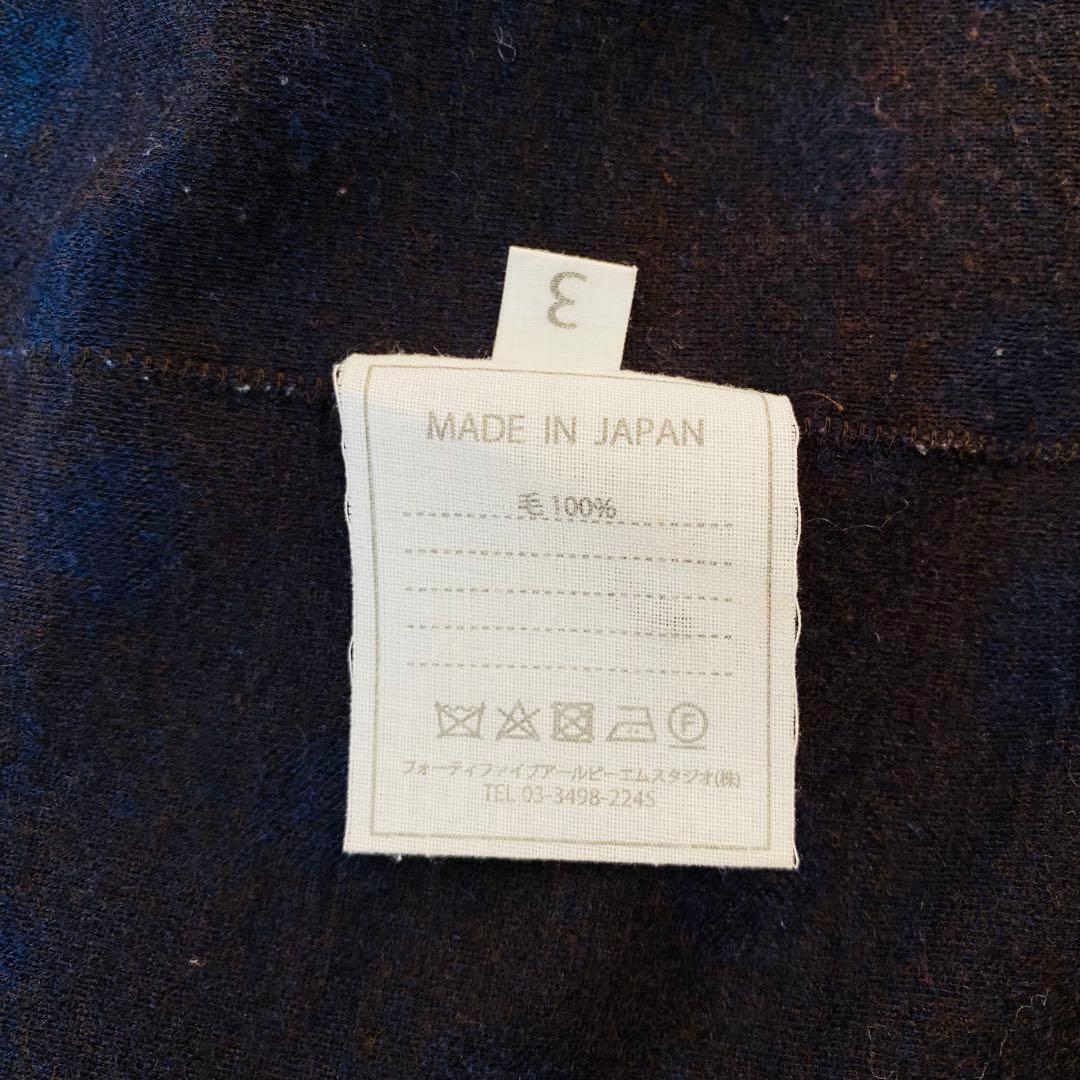 3
MADE IN JAPAN
毛 100%
フォーティファイブアールピーエムスタジオ(株)
TEL 03-3498-2245